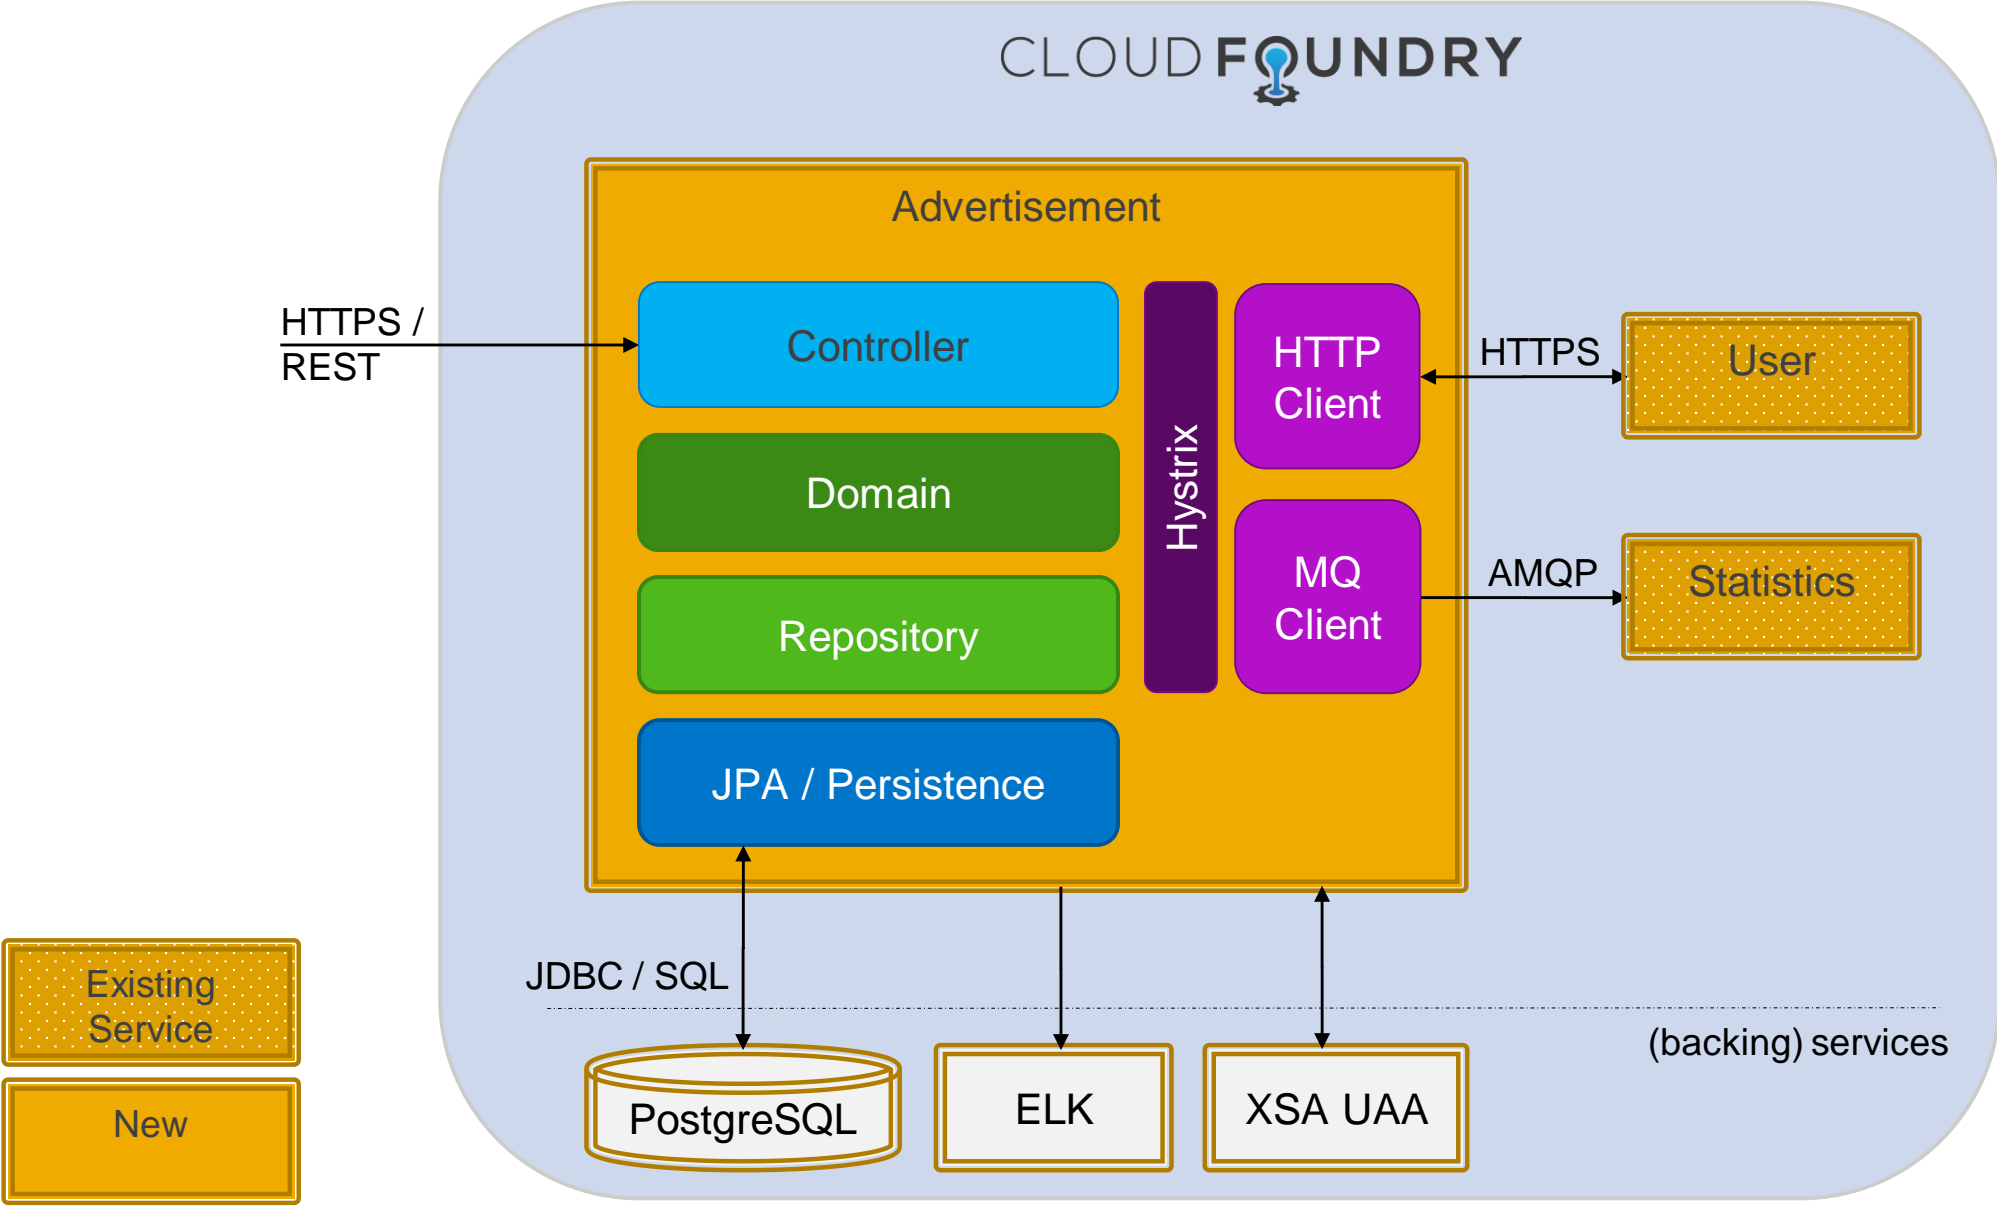 CLOUD FOUNDRY
Advertisement
HTTPS /
REST
Controller
Domain
Repository
JPA / Persistence
Hystrix
HTTP
Client
MQ
Client
HTTPS
User
AMQP
Statistics
JDBC / SQL
(backing) services
PostgreSQL
ELK
XSA UAA
Existing
Service
New